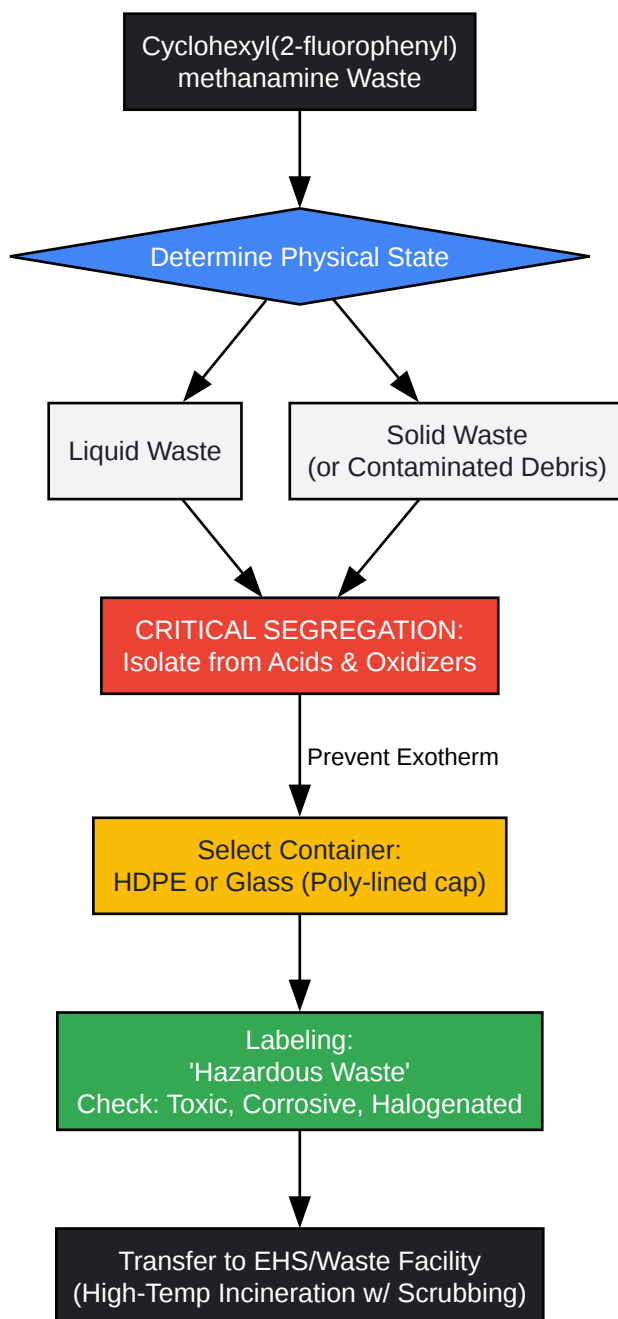 Cyclohexyl(2-fluorophenyl)
methanamine Waste
Determine Physical State
Liquid Waste
Solid Waste
(or Contaminated Debris)
CRITICAL SEGREGATION:
Isolate from Acids & Oxidizers
Prevent Exotherm
Select Container:
HDPE or Glass (Poly-lined cap)
Labeling:
'Hazardous Waste'
Check: Toxic, Corrosive, Halogenated
Transfer to EHS/Waste Facility
(High-Temp Incineration w/ Scrubbing)